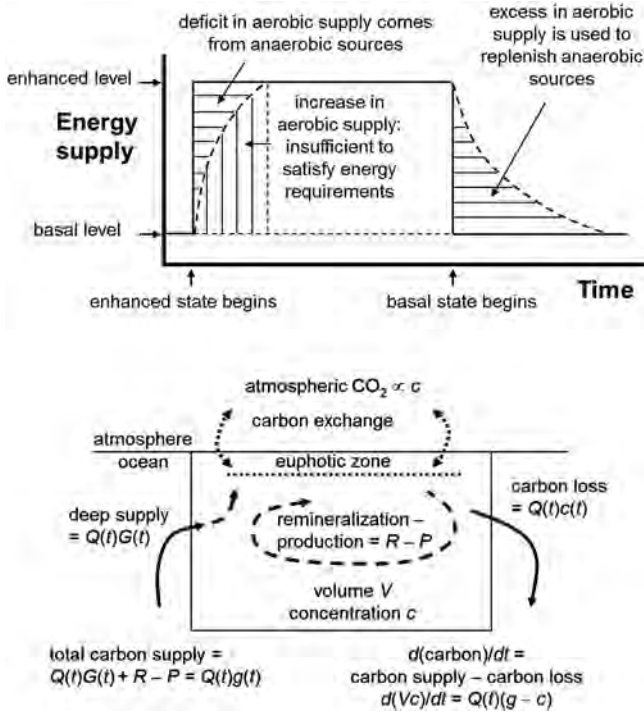 deficit in aerobic supply comes
from anaerobic sources
excess in aerobic
supply is used to
replenish anaerobic
sources
enhanced level
Energy
supply
increase in
aerobic supply:
insufficient to
satisfy energy
requirements
basal level
enhanced state begins
basal state begins
Time
atmospheric CO₂ ∝ c
carbon exchange
atmosphere
ocean
euphotic zone
deep supply
= Q(t)G(t)
remineralization –
production = R – P
carbon loss
= Q(t)c(t)
volume V
concentration c
total carbon supply =
Q(t)G(t) + R – P = Q(t)g(t)
d(carbon)/dt =
carbon supply – carbon loss
d(Vc)/dt = Q(t)(g – c)